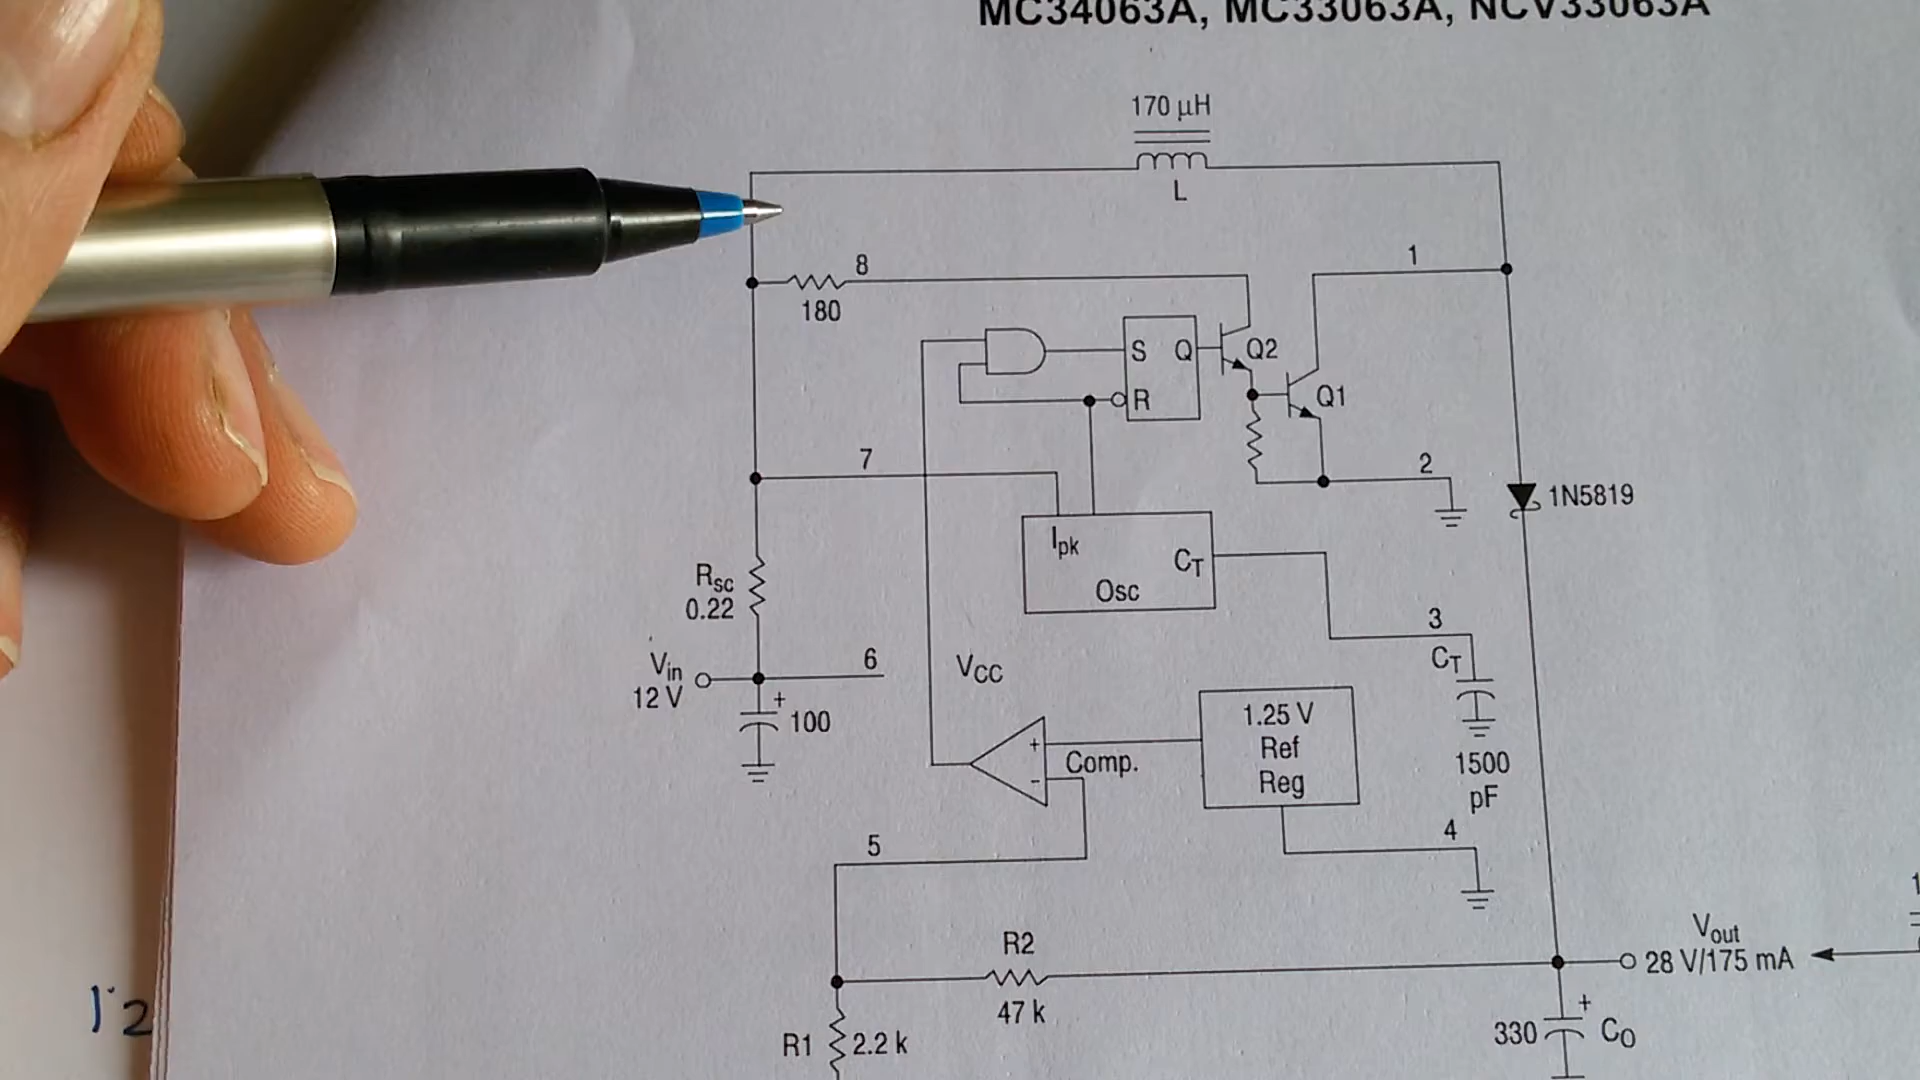 MC34063A, MC33063A, NCV33063A
170 µH
L
8
180
1
S Q
R
Q2
Q1
7
2
1N5819
Ipk
CT
Osc
Rsc
0.22
3
CT
Vin
12 V
6
VCC
+
100
1.25 V
Ref
Reg
+
-
Comp.
1500
pF
5
4
R2
47 k
Vout
28 V/175 mA
R1
2.2 k
+
330
CO
12
1